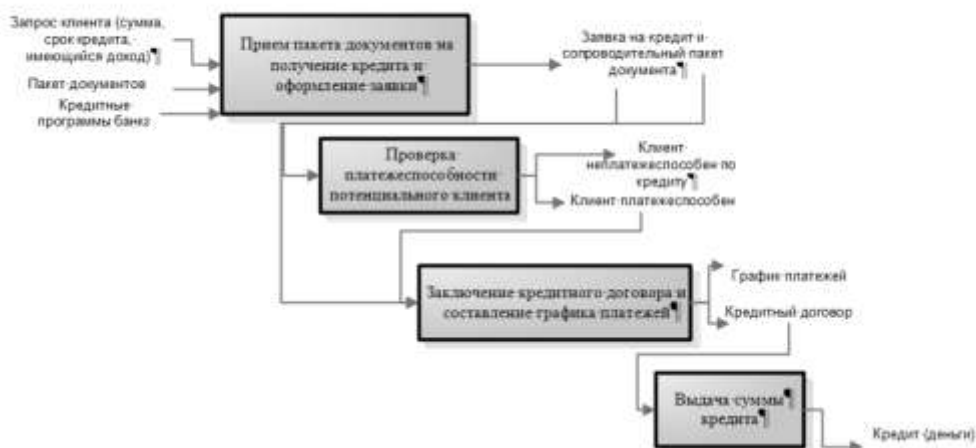 Запрос клиента (сумма,
срок кредита,
имеющийся доход)¶
Пакет документов
Кредитные
программы банка
Прием пакета документов на
получение кредита и
оформление заявки¶
Заявка на кредит и
сопроводительный пакет
документа¶
Проверка
платежеспособности
потенциального клиента
Клиент
неплатежеспособен по
кредиту¶
Клиент платежеспособен
Заключение кредитного договора и
составление графика платежей¶
График платежей
Кредитный договор
Выдача суммы¶
кредита¶
Кредит (деньги)